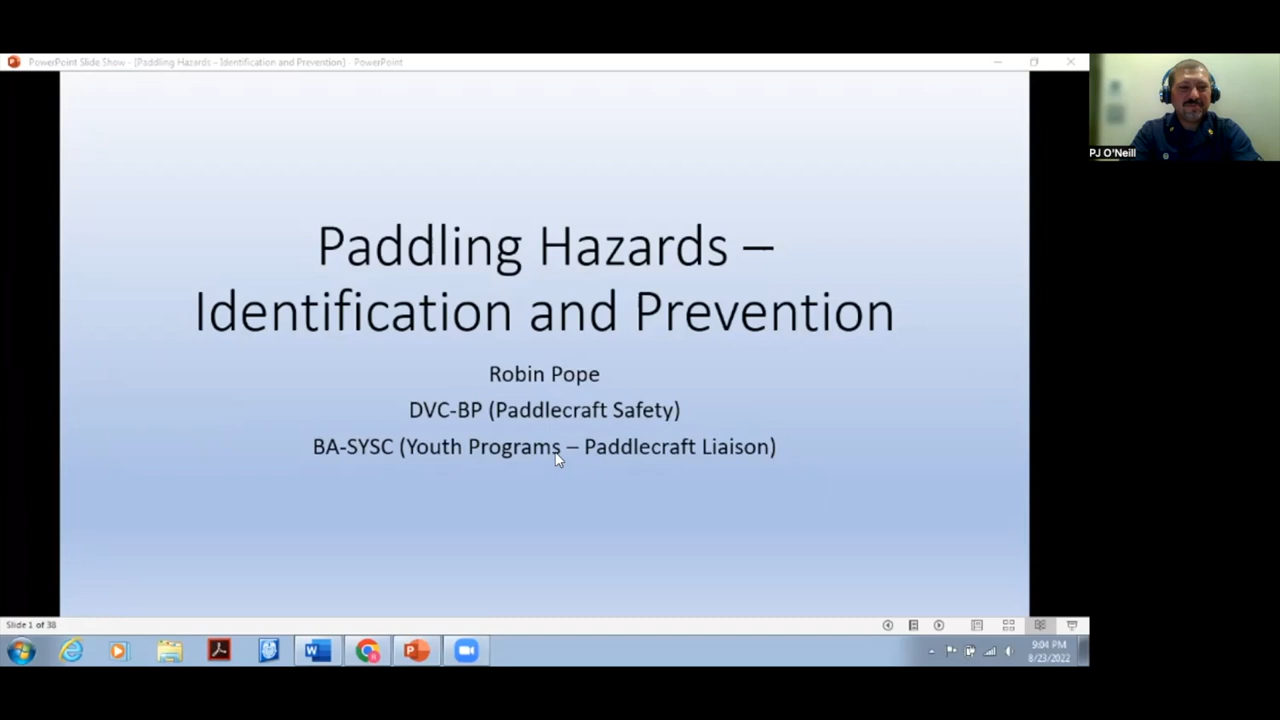 PowerPoint Slide Show - [Paddling Hazards – Identification and Prevention] - PowerPoint
PJ O'Neill
Paddling Hazards –
Identification and Prevention
Robin Pope
DVC-BP (Paddlecraft Safety)
BA-SYSC (Youth Programs – Paddlecraft Liaison)
Slide 1 of 38
9:04 PM
8/23/2022